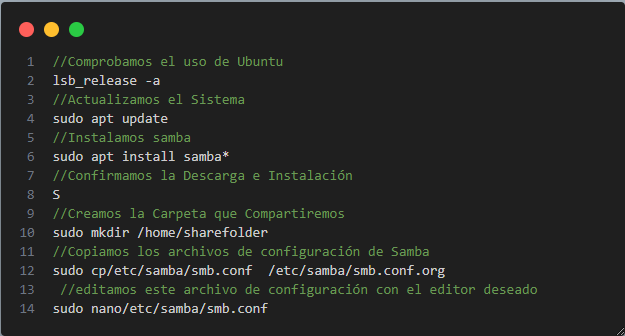 1 //Comprobamos el uso de Ubuntu
2 lsb_release -a
3 //Actualizamos el Sistema
4 sudo apt update
5 //Instalamos samba
6 sudo apt install samba*
7 //Confirmamos la Descarga e Instalación
8 S
9 //Creamos la Carpeta que Compartiremos
10 sudo mkdir /home/sharefolder
11 //Copiamos los archivos de configuración de Samba
12 sudo cp/etc/samba/smb.conf  /etc/samba/smb.conf.org
13  //editamos este archivo de configuración con el editor deseado
14 sudo nano/etc/samba/smb.conf